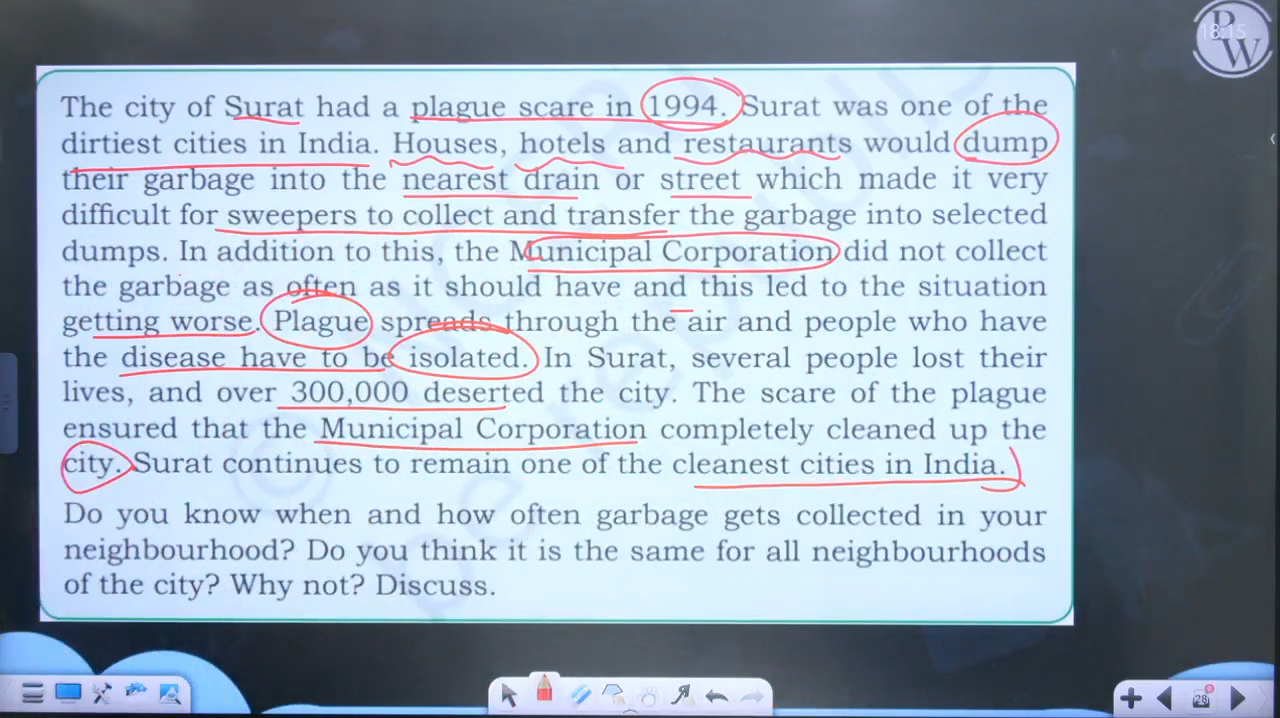 PW
18:15
The city of Surat had a plague scare in 1994. Surat was one of the
dirtiest cities in India. Houses, hotels and restaurants would dump
their garbage into the nearest drain or street which made it very
difficult for sweepers to collect and transfer the garbage into selected
dumps. In addition to this, the Municipal Corporation did not collect
the garbage as often as it should have and this led to the situation
getting worse. Plague spreads through the air and people who have
the disease have to be isolated. In Surat, several people lost their
lives, and over 300,000 deserted the city. The scare of the plague
ensured that the Municipal Corporation completely cleaned up the
city. Surat continues to remain one of the cleanest cities in India.
Do you know when and how often garbage gets collected in your
neighbourhood? Do you think it is the same for all neighbourhoods
of the city? Why not? Discuss.
28